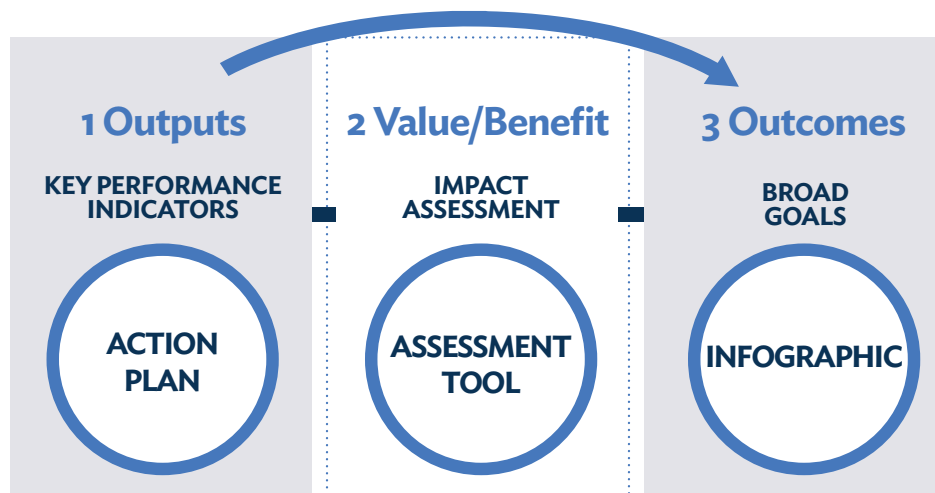 1 Outputs
KEY PERFORMANCE
INDICATORS
ACTION
PLAN
2 Value/Benefit
IMPACT
ASSESSMENT
ASSESSMENT
TOOL
3 Outcomes
BROAD
GOALS
INFOGRAPHIC